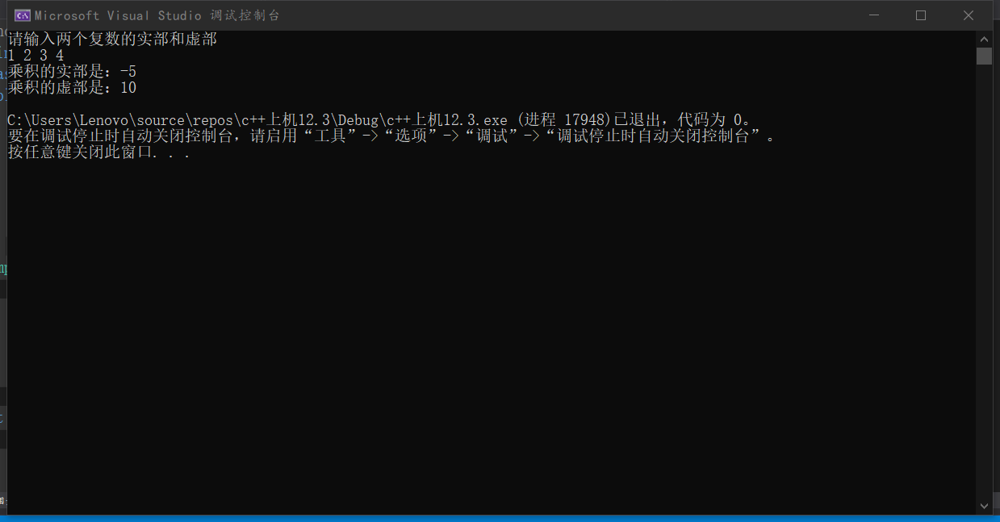 Microsoft Visual Studio 调试控制台
请输入两个复数的实部和虚部
1 2 3 4
乘积的实部是：-5
乘积的虚部是：10
C:\Users\Lenovo\source\repos\c++上机12.3\Debug\c++上机12.3.exe (进程 17948)已退出，代码为 0。
要在调试停止时自动关闭控制台，请启用“工具”->“选项”->“调试”->“调试停止时自动关闭控制台”。
按任意键关闭此窗口. . .